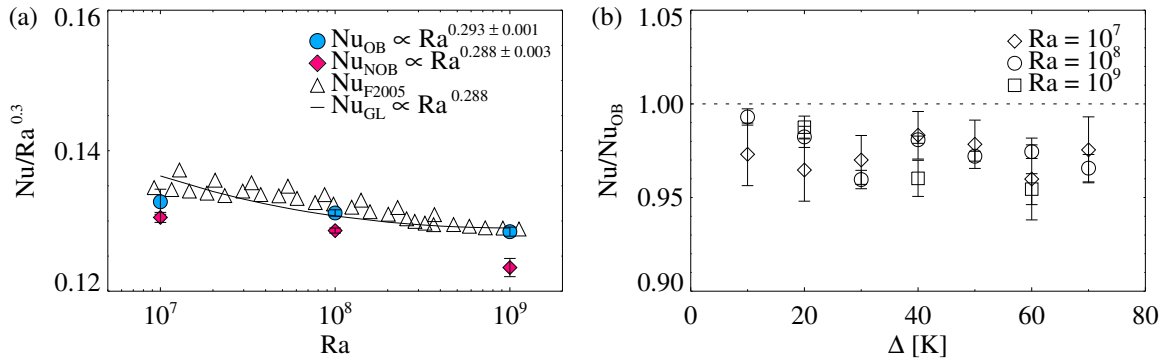 (a)
0.16
0.14
0.12
Nu/Ra^0.3
Nu_OB ∝ Ra^0.293 ± 0.001
Nu_NOB ∝ Ra^0.288 ± 0.003
Nu_F2005
Nu_GL ∝ Ra^0.288
10^7
10^8
10^9
Ra
(b)
1.05
1.00
0.95
0.90
Nu/Nu_OB
Ra = 10^7
Ra = 10^8
Ra = 10^9
0
20
40
60
80
Δ [K]